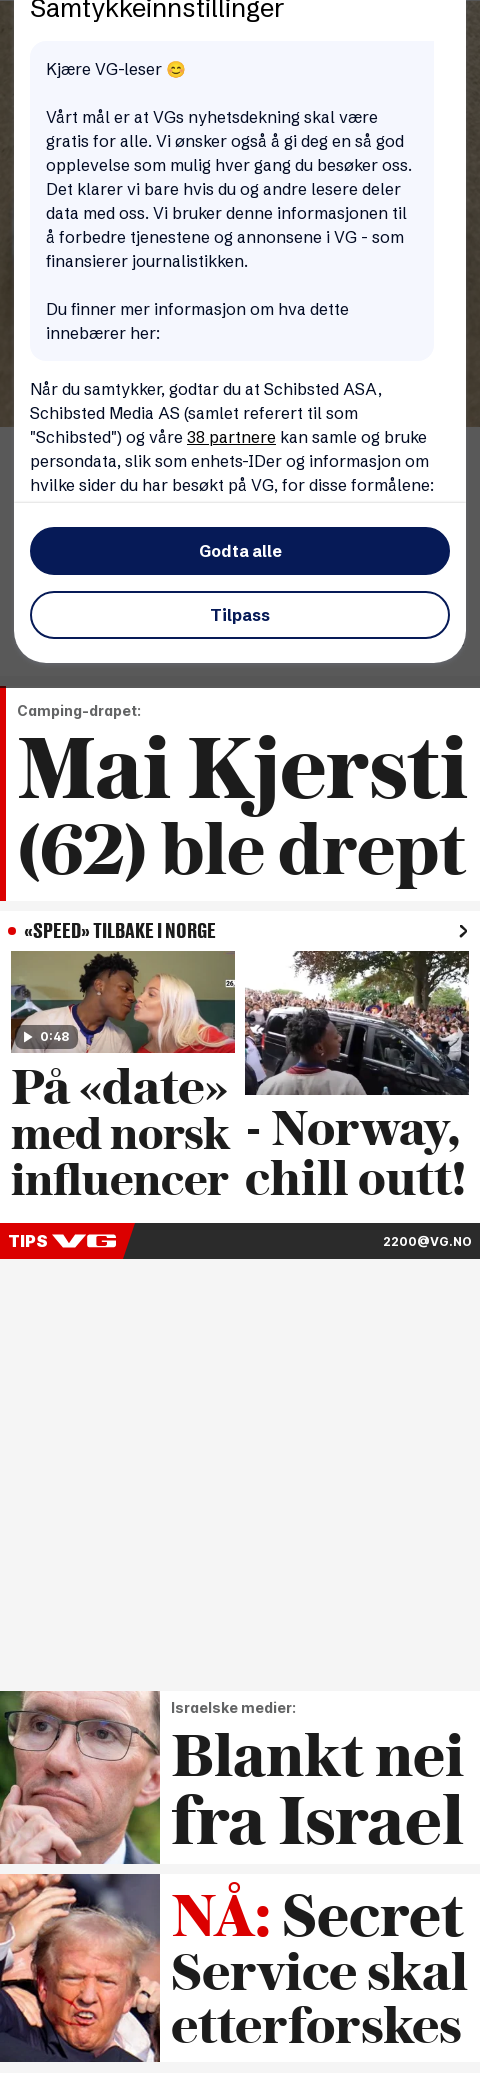 Samtykkeinnstillinger
Kjære VG-leser 😊
Vårt mål er at VGs nyhetsdekning skal være
gratis for alle. Vi ønsker også å gi deg en så god
opplevelse som mulig hver gang du besøker oss.
Det klarer vi bare hvis du og andre lesere deler
data med oss. Vi bruker denne informasjonen til
å forbedre tjenestene og annonsene i VG - som
finansierer journalistikken.
Du finner mer informasjon om hva dette
innebærer her:
Når du samtykker, godtar du at Schibsted ASA,
Schibsted Media AS (samlet referert til som
"Schibsted") og våre 38 partnere kan samle og bruke
persondata, slik som enhets-IDer og informasjon om
hvilke sider du har besøkt på VG, for disse formålene:
Godta alle
Tilpass
Camping-drapet:
Mai Kjersti
(62) ble drept
«SPEED» TILBAKE I NORGE
26.
0:48
På «date»
med norsk
influencer
- Norway,
chill outt!
TIPS VG
2200@VG.NO
Israelske medier:
Blankt nei
fra Israel
NÅ: Secret
Service skal
etterforskes